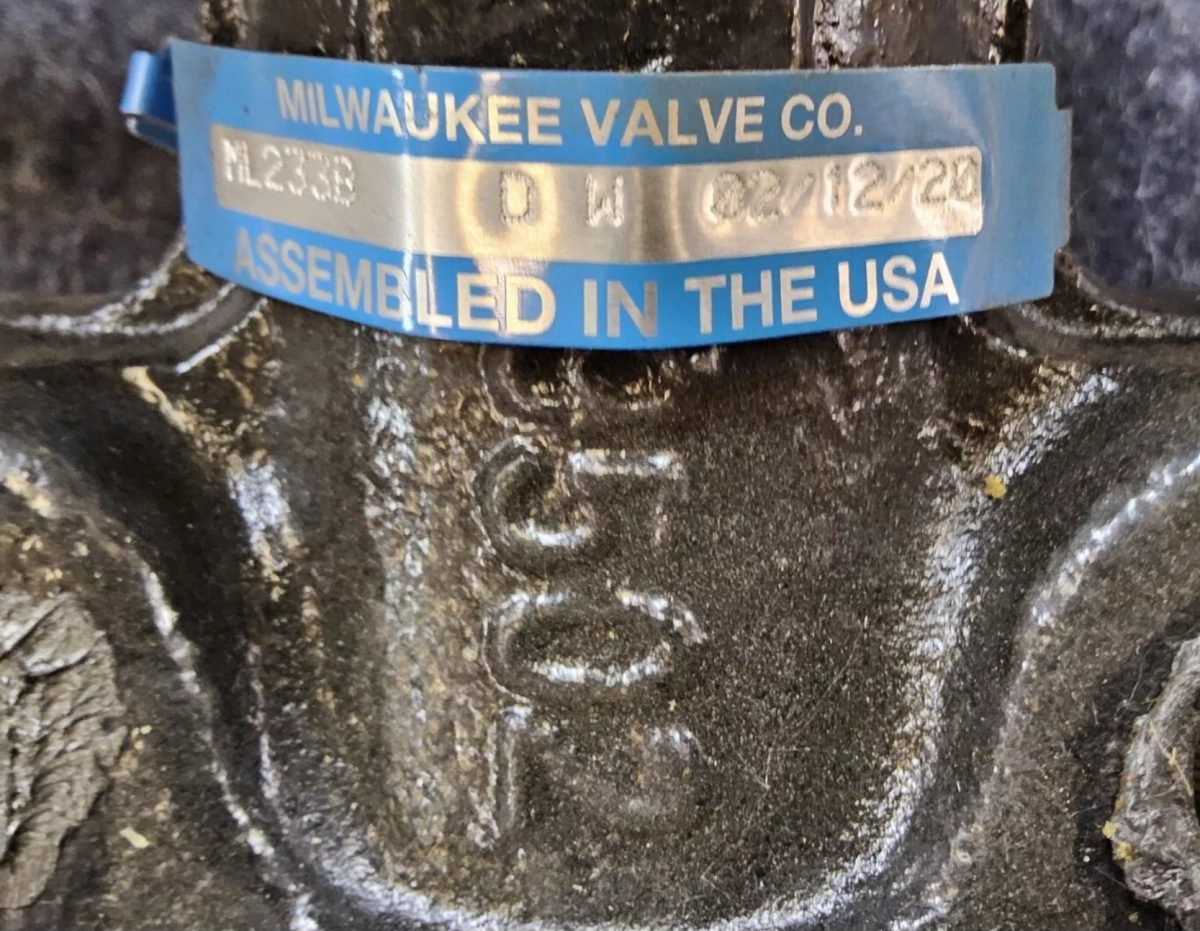 MILWAUKEE VALVE CO.
ML233B D W 02/12/20
ASSEMBLED IN THE USA